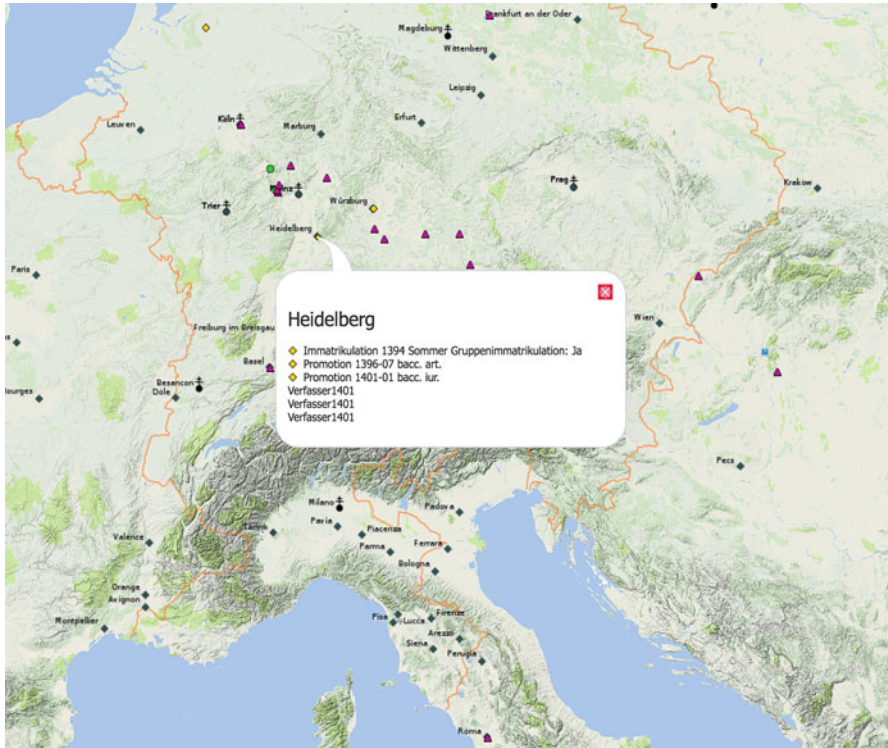 Frankfurt an der Oder
Magdeburg
Wittenberg
Leipzig
Leuven
Köln
Marburg
Erfurt
Trier
Würzburg
Prag
Krakow
Heidelberg
Paris
Heidelberg
Immatrikulation 1394 Sommer Gruppenimmatrikulation: Ja
Promotion 1396-07 bacc. art.
Promotion 1401-01 bacc. iur.
Verfasser1401
Verfasser1401
Verfasser1401
Freiburg im Breisgau
Wien
Basel
Besancon
Dole
Pecs
Milano
Pavia
Padova
Piacenza
Parma
Ferrara
Bologna
Valence
Orange
Avignon
Montpellier
Pisa
Lucca
Firenze
Arezzo
Siena
Perugia
Roma